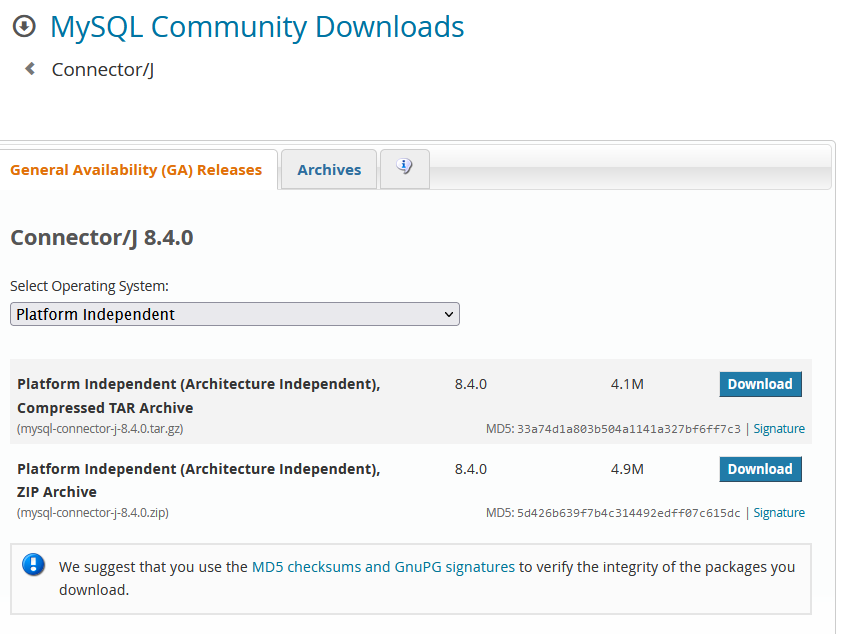 MySQL Community Downloads
Connector/J
General Availability (GA) Releases Archives
Connector/J 8.4.0
Select Operating System:
Platform Independent
Platform Independent (Architecture Independent), 8.4.0 4.1M Download
Compressed TAR Archive
(mysql-connector-j-8.4.0.tar.gz) MD5: 33a74d1a803b504a1141a327bf6ff7c3 | Signature
Platform Independent (Architecture Independent), 8.4.0 4.9M Download
ZIP Archive
(mysql-connector-j-8.4.0.zip) MD5: 5d426b639f7b4c314492edff07c615dc | Signature
We suggest that you use the MD5 checksums and GnuPG signatures to verify the integrity of the packages you
download.